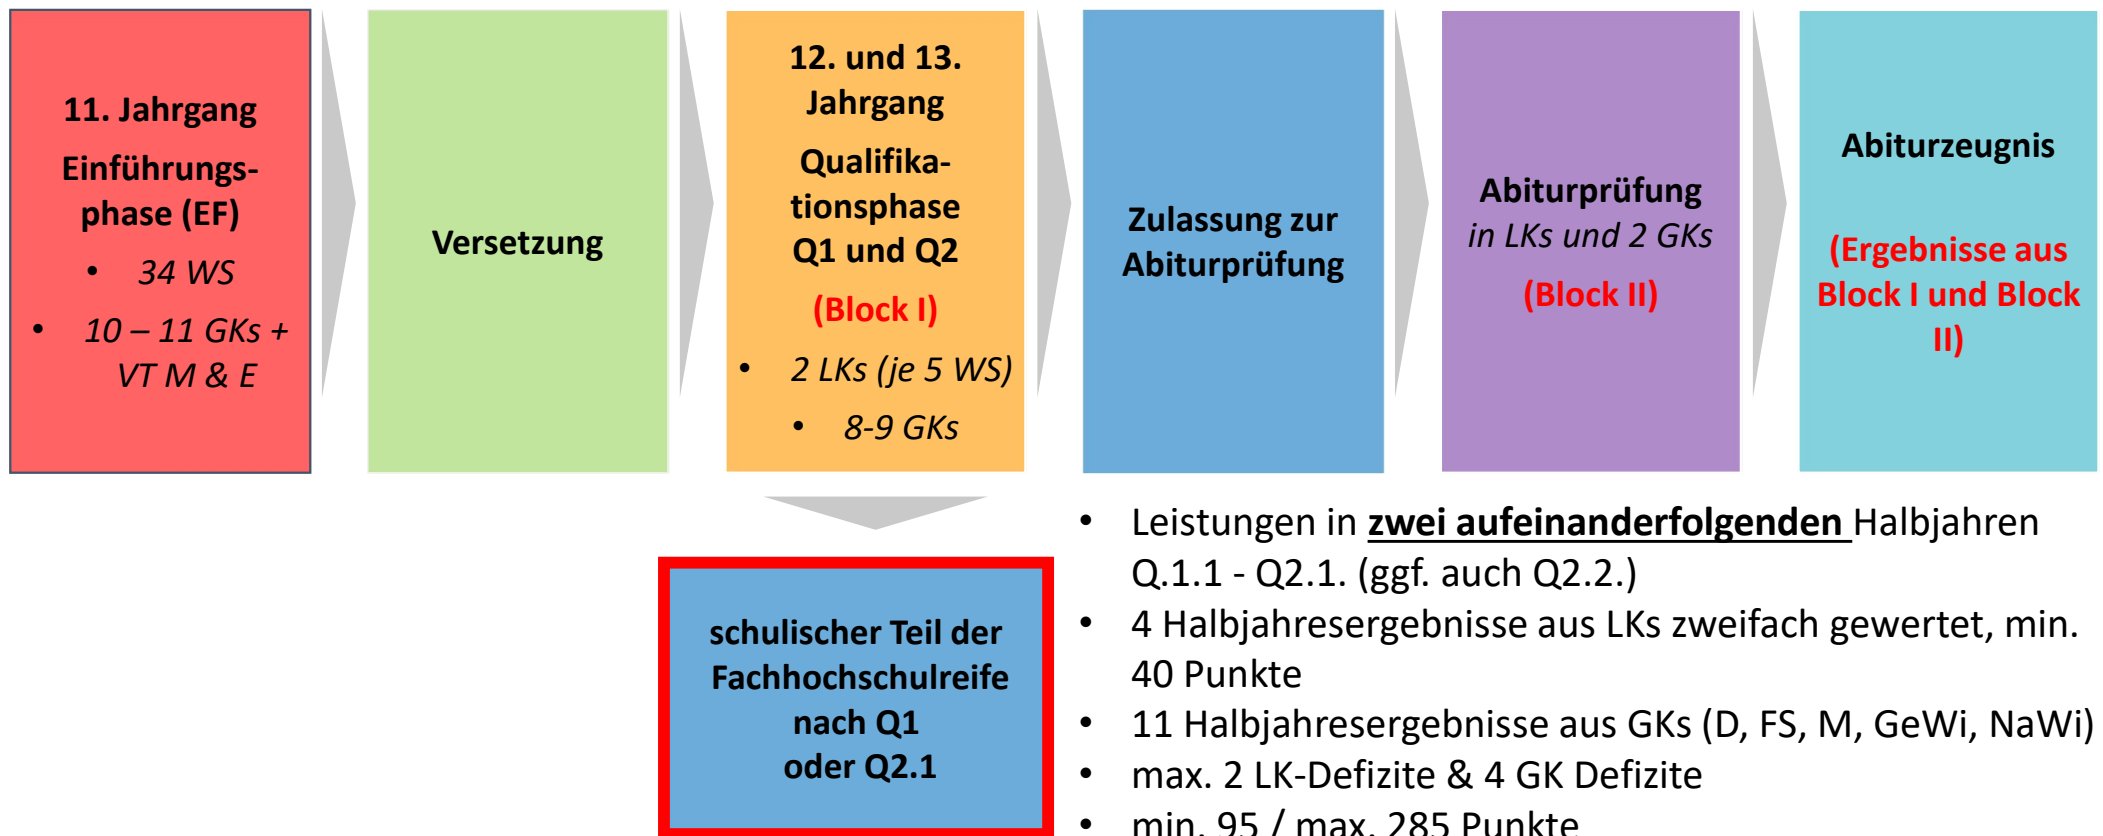 11. Jahrgang
Einführungs-
phase (EF)
• 34 WS
• 10 – 11 GKs +
VT M & E
Versetzung
12. und 13.
Jahrgang
Qualifika-
tionsphase
Q1 und Q2
(Block I)
• 2 LKs (je 5 WS)
• 8-9 GKs
Zulassung zur
Abiturprüfung
Abiturprüfung
in LKs und 2 GKs
(Block II)
Abiturzeugnis
(Ergebnisse aus
Block I und Block
II)
schulischer Teil der
Fachhochschulreife
nach Q1
oder Q2.1
• Leistungen in zwei aufeinanderfolgenden Halbjahren
Q.1.1 - Q2.1. (ggf. auch Q2.2.)
• 4 Halbjahresergebnisse aus LKs zweifach gewertet, min.
40 Punkte
• 11 Halbjahresergebnisse aus GKs (D, FS, M, GeWi, NaWi)
• max. 2 LK-Defizite & 4 GK Defizite
• min. 95 / max. 285 Punkte